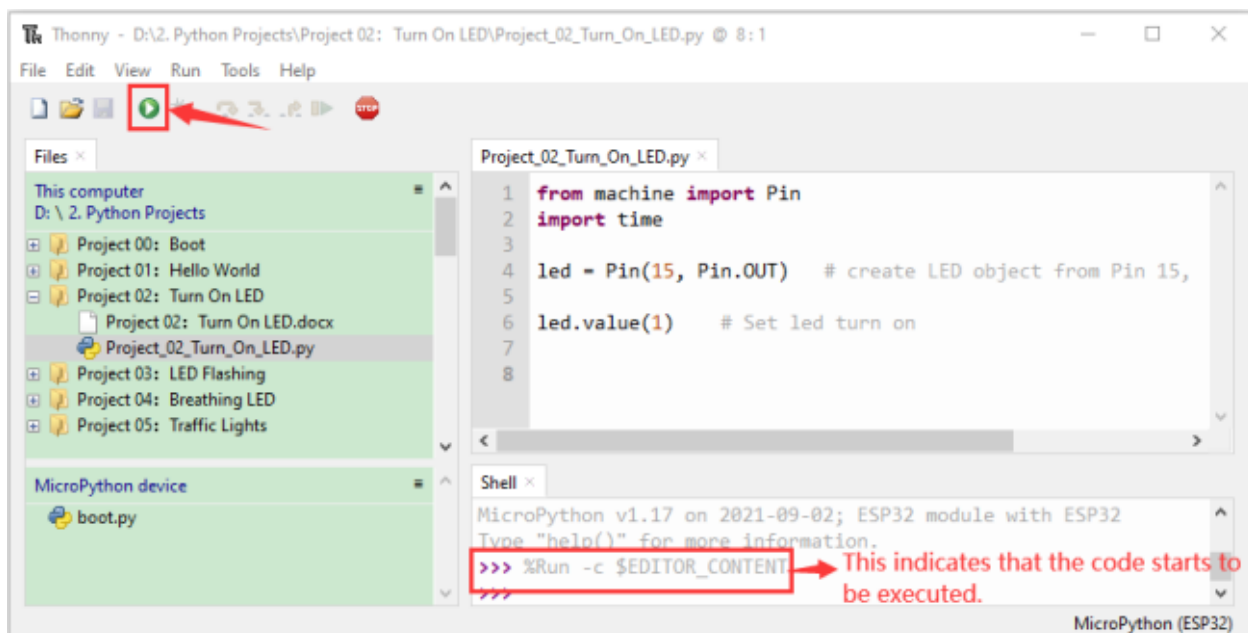 Thonny - D:\2. Python Projects\Project 02: Turn On LED\Project_02_Turn_On_LED.py @ 8:1
File Edit View Run Tools Help
STOP
Files
This computer
D: \ 2. Python Projects
Project 00: Boot
Project 01: Hello World
Project 02: Turn On LED
Project 02: Turn On LED.docx
Project_02_Turn_On_LED.py
Project 03: LED Flashing
Project 04: Breathing LED
Project 05: Traffic Lights
MicroPython device
boot.py
Project_02_Turn_On_LED.py
1 from machine import Pin
2 import time
3
4 led = Pin(15, Pin.OUT) # create LED object from Pin 15,
5
6 led.value(1) # Set led turn on
7
8
Shell
MicroPython v1.17 on 2021-09-02; ESP32 module with ESP32
Type "help()" for more information.
>>> %Run -c $EDITOR_CONTENT
>>>
This indicates that the code starts to
be executed.
MicroPython (ESP32)